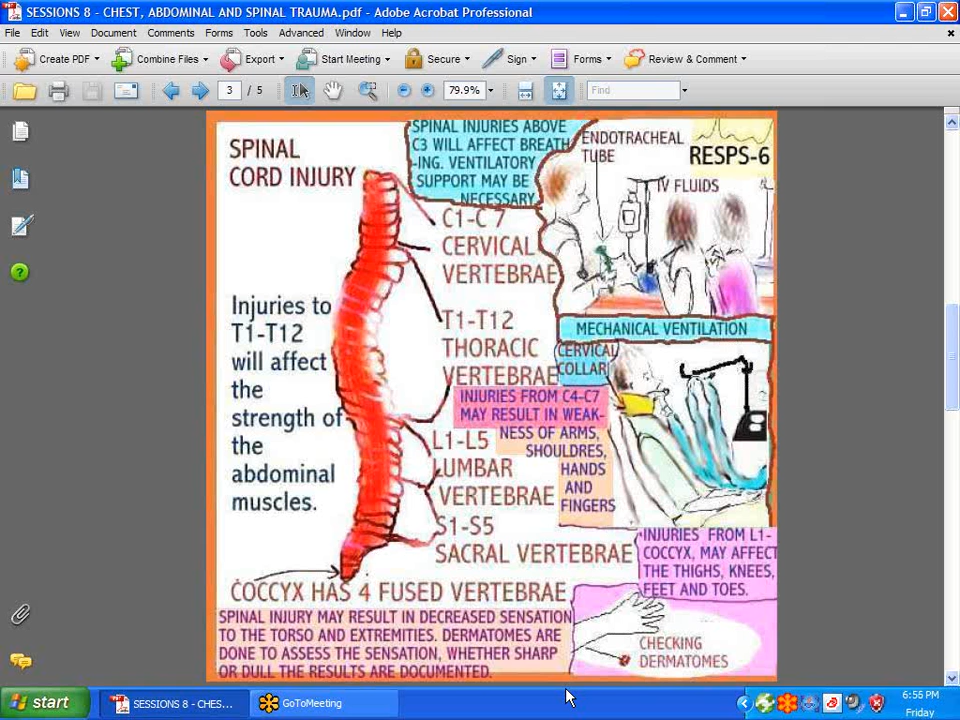 SESSIONS 8 - CHEST, ABDOMINAL AND SPINAL TRAUMA.pdf - Adobe Acrobat Professional
File Edit View Document Comments Forms Tools Advanced Window Help
Create PDF Combine Files Export Start Meeting Secure Sign Forms Review & Comment
3 / 5 79.9% Find
SPINAL
CORD INJURY
SPINAL INJURIES ABOVE
C3 WILL AFFECT BREATH
-ING. VENTILATORY
SUPPORT MAY BE
NECESSARY
ENDOTRACHEAL
TUBE
RESPS-6
IV FLUIDS
C1-C7
CERVICAL
VERTEBRAE
Injuries to
T1-T12
will affect
the
strength of
the
abdominal
muscles.
T1-T12
THORACIC
VERTEBRAE
MECHANICAL VENTILATION
CERVICAL
COLLAR
INJURIES FROM C4-C7
MAY RESULT IN WEAK-
NESS OF ARMS,
SHOULDRES,
HANDS
AND
FINGERS
L1-L5
LUMBAR
VERTEBRAE
S1-S5
SACRAL VERTEBRAE
INJURIES FROM L1-
COCCYX, MAY AFFECT
THE THIGHS, KNEES,
FEET AND TOES.
COCCYX HAS 4 FUSED VERTEBRAE
SPINAL INJURY MAY RESULT IN DECREASED SENSATION
TO THE TORSO AND EXTREMITIES. DERMATOMES ARE
DONE TO ASSESS THE SENSATION, WHETHER SHARP
OR DULL THE RESULTS ARE DOCUMENTED.
CHECKING
DERMATOMES
start SESSIONS 8 - CHES... GoToMeeting 6:55 PM
Friday